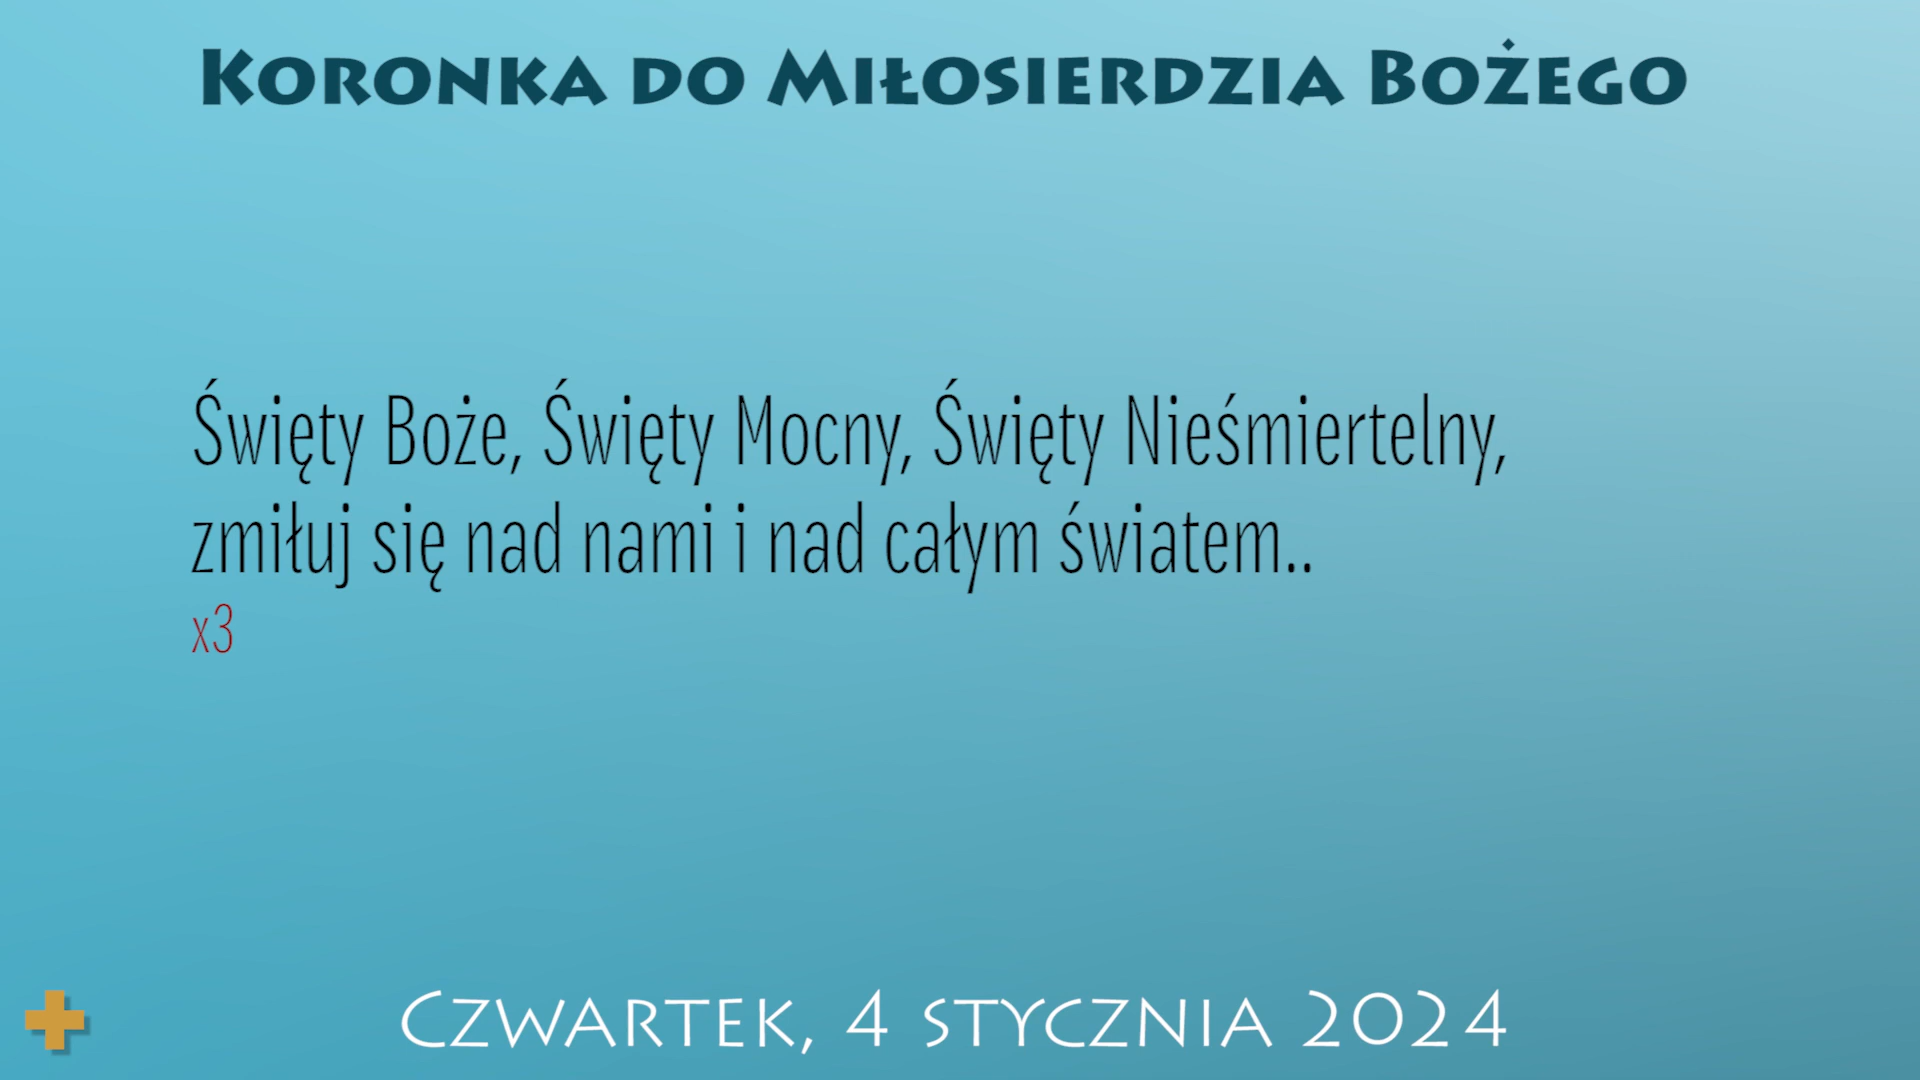 Koronka do Miłosierdzia Bożego
Święty Boże, Święty Mocny, Święty Nieśmiertelny,
zmiłuj się nad nami i nad całym światem..
x3
Czwartek, 4 stycznia 2024